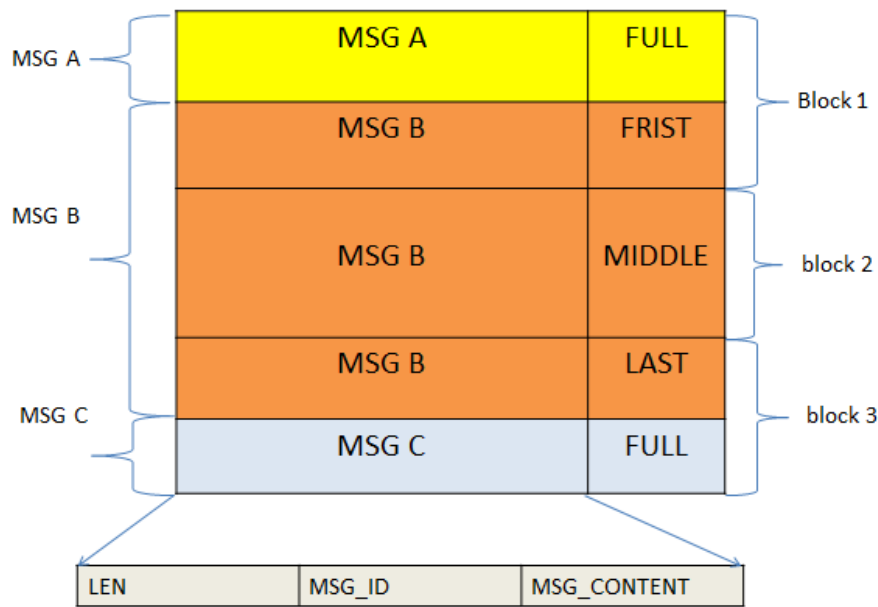 MSG A FULL
MSG A
Block 1
MSG B FRIST
MSG B
MSG B MIDDLE
block 2
MSG B LAST
MSG C
block 3
MSG C FULL
LEN MSG_ID MSG_CONTENT